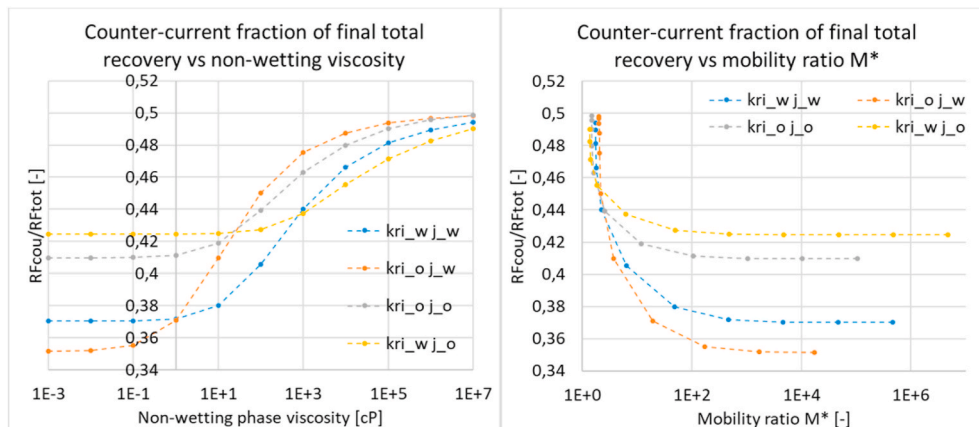 Counter-current fraction of final total
recovery vs non-wetting viscosity
0,52
0,5
0,48
0,46
0,44
0,42
0,4
0,38
0,36
0,34
RFcou/RFtot [-]
kri_w j_w
kri_o j_w
kri_o j_o
kri_w j_o
1E-3
1E-1
1E+1
1E+3
1E+5
1E+7
Non-wetting phase viscosity [cP]
Counter-current fraction of final total
recovery vs mobility ratio M*
0,52
0,5
0,48
0,46
0,44
0,42
0,4
0,38
0,36
0,34
RFcou/RFtot [-]
kri_w j_w
kri_o j_w
kri_o j_o
kri_w j_o
1E+0
1E+2
1E+4
1E+6
Mobility ratio M* [-]